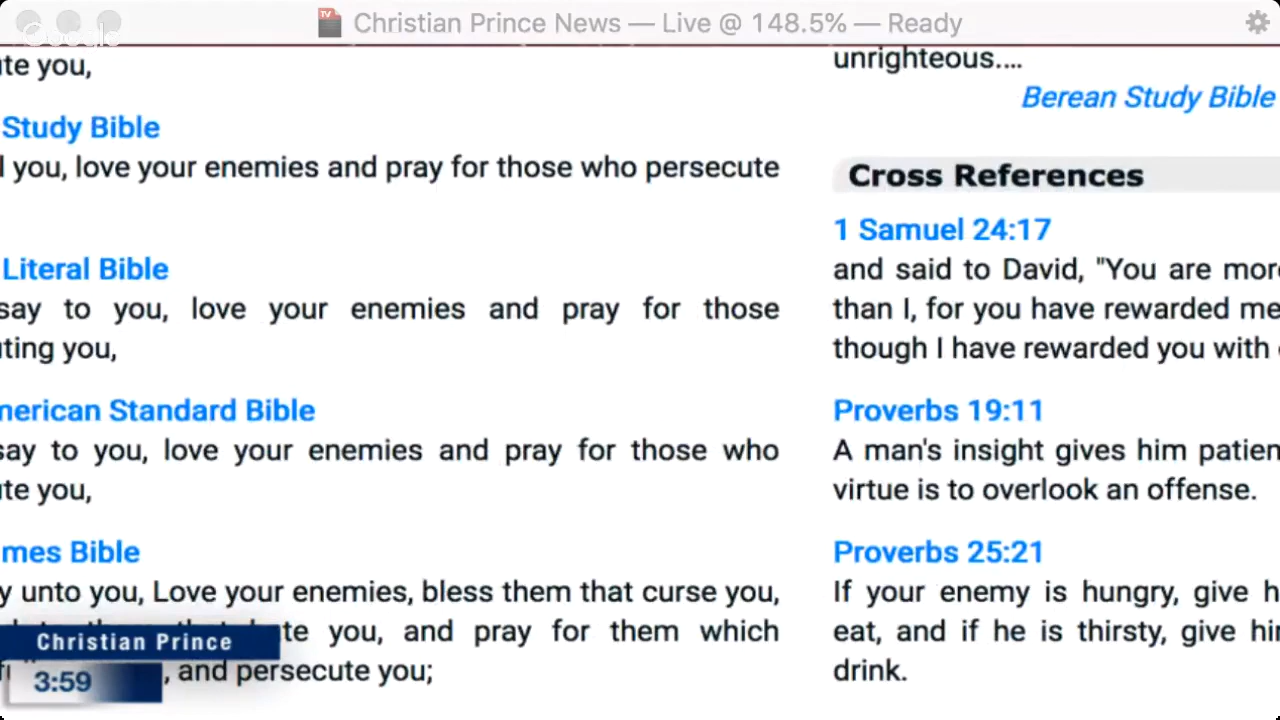 Google
Christian Prince News — Live @ 148.5% — Ready
te you,
Study Bible
you, love your enemies and pray for those who persecute
Literal Bible
say to you, love your enemies and pray for those
ting you,
merican Standard Bible
say to you, love your enemies and pray for those who
te you,
mes Bible
y unto you, Love your enemies, bless them that curse you,
te you, and pray for them which
, and persecute you;
Christian Prince
3:59
unrighteous....
Berean Study Bible
Cross References
1 Samuel 24:17
and said to David, "You are more
than I, for you have rewarded me
though I have rewarded you with
Proverbs 19:11
A man's insight gives him patien
virtue is to overlook an offense.
Proverbs 25:21
If your enemy is hungry, give h
eat, and if he is thirsty, give hi
drink.